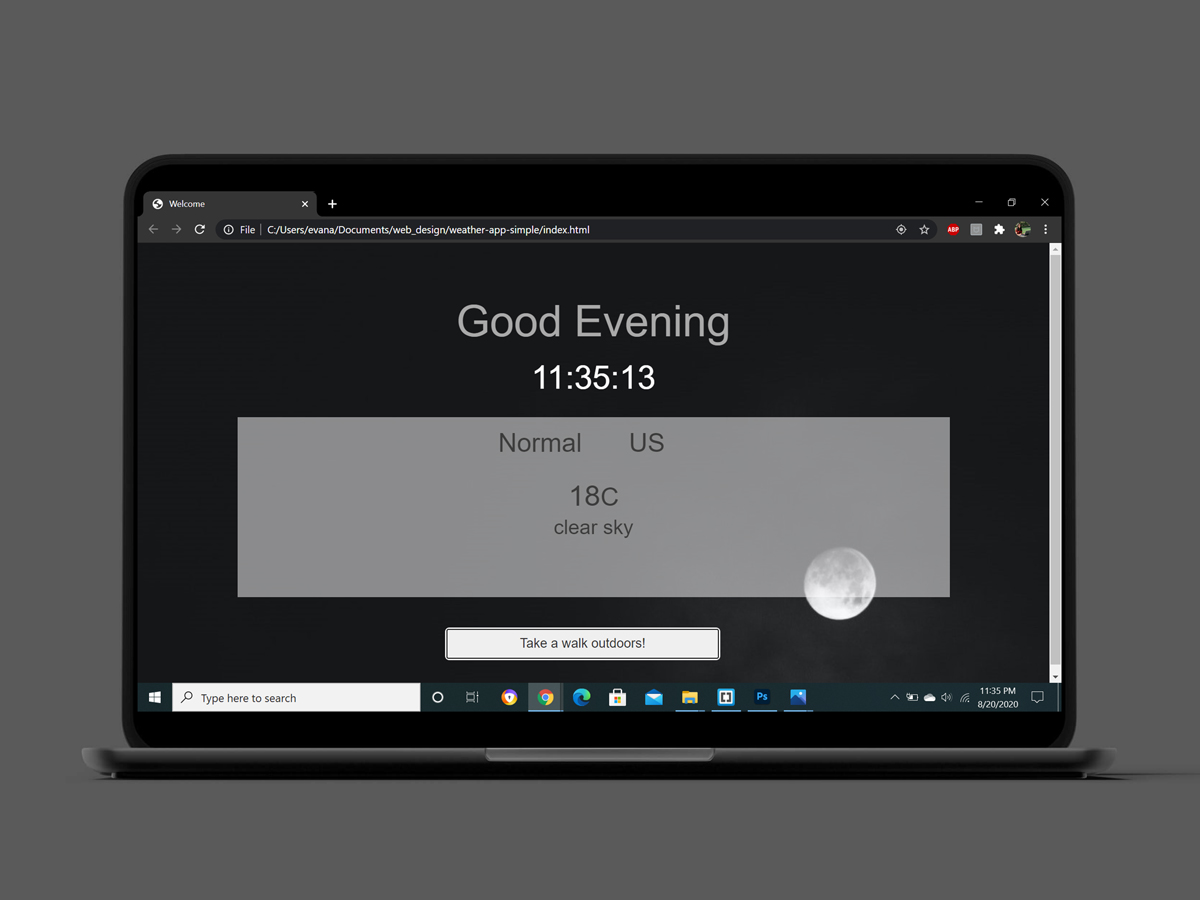 Welcome
File | C:/Users/evana/Documents/web_design/weather-app-simple/index.html
ABP
Good Evening
11:35:13
Normal US
18C
clear sky
Take a walk outdoors!
Type here to search
Ps
11:35 PM
8/20/2020